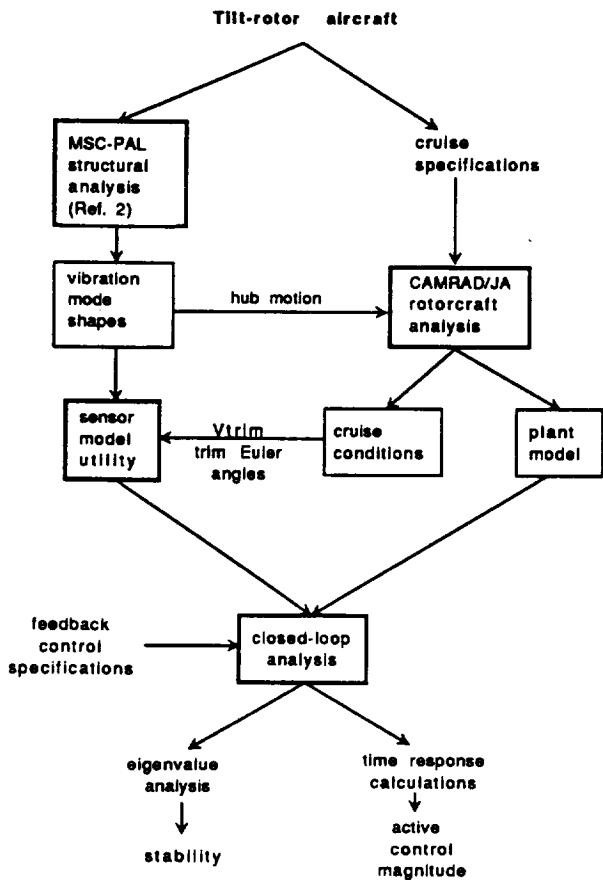 Tilt-rotor aircraft
MSC-PAL
structural
analysis
(Ref. 2)
cruise
specifications
vibration
mode
shapes
hub motion
CAMRAD/JA
rotorcraft
analysis
sensor
model
utility
Vtrim
trim Euler
angles
cruise
conditions
plant
model
feedback
control
specifications
closed-loop
analysis
eigenvalue
analysis
time response
calculations
stability
active
control
magnitude